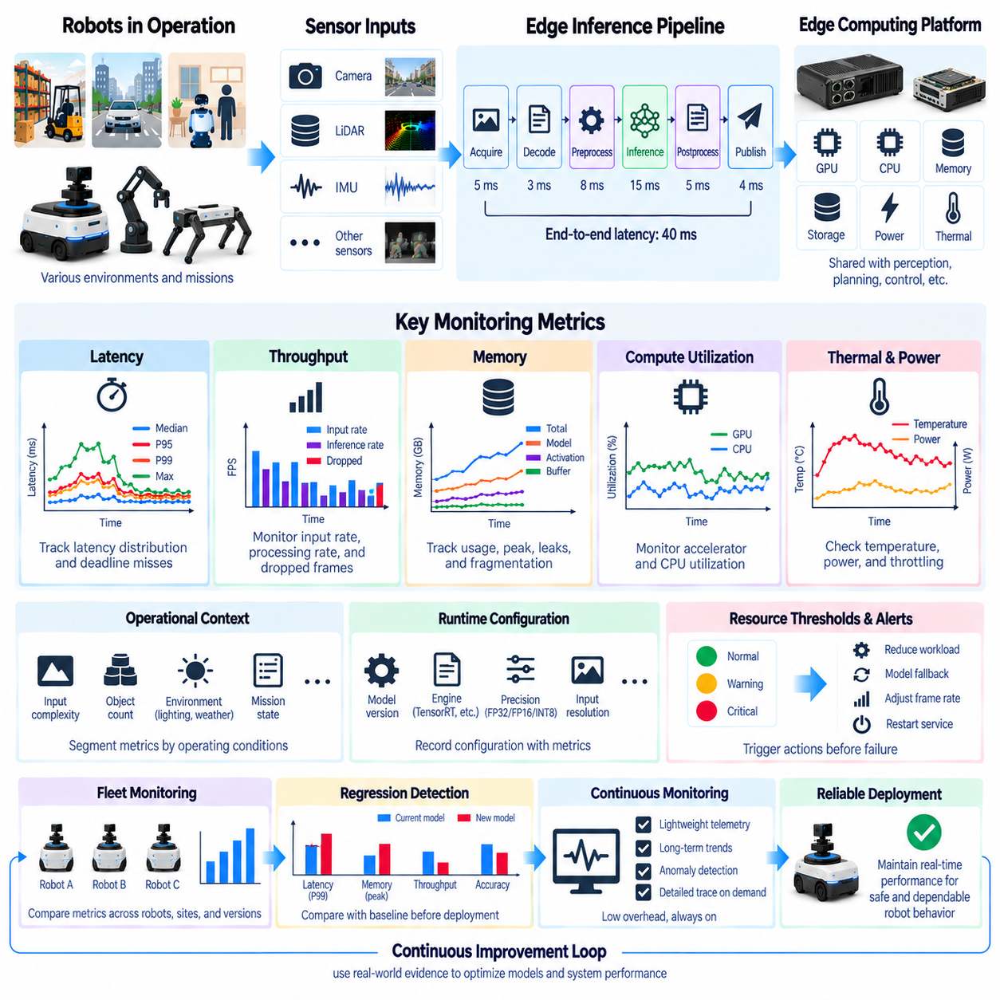 Robots in Operation
Various environments and missions
Sensor Inputs
Camera
LiDAR
IMU
Other
sensors
Edge Inference Pipeline
Acquire
Decode
Preprocess
Inference
Postprocess
Publish
5 ms
3 ms
8 ms
15 ms
5 ms
4 ms
End-to-end latency: 40 ms
Edge Computing Platform
GPU
CPU
Memory
Storage
Power
Thermal
Shared with perception,
planning, control, etc.
Key Monitoring Metrics
Latency
Latency (ms)
Median
P95
P99
Max
Time
Track latency distribution
and deadline misses
Throughput
FPS
Input rate
Inference rate
Dropped
Time
Monitor input rate,
processing rate, and
dropped frames
Memory
Memory (GB)
Total
Model
Activation
Buffer
Time
Track usage, peak, leaks,
and fragmentation
Compute Utilization
Utilization (%)
GPU
CPU
Time
Monitor accelerator
and CPU utilization
Thermal & Power
Temp (°C)
Temperature
Power
Power (W)
Time
Check temperature,
power, and throttling
Operational Context
Input
complexity
Object
count
Environment
(lighting, weather)
Mission
state
Segment metrics by operating conditions
Runtime Configuration
Model
version
Engine
(TensorRT, etc.)
Precision
(FP32/FP16/INT8)
Input
resolution
Record configuration with metrics
Resource Thresholds & Alerts
Normal
Warning
Critical
Reduce workload
Model fallback
Adjust frame rate
Restart service
Trigger actions before failure
Fleet Monitoring
Robot A
Robot B
Robot C
Compare metrics across robots, sites, and versions
Regression Detection
Current model
New model
Latency
(P99)
Memory
(peak)
Throughput
Accuracy
Compare with baseline before deployment
Continuous Monitoring
Lightweight telemetry
Long-term trends
Anomaly detection
Detailed trace on demand
Low overhead, always on
Reliable Deployment
Maintain real-time
performance for
safe and dependable
robot behavior
Continuous Improvement Loop
use real-world evidence to optimize models and system performance